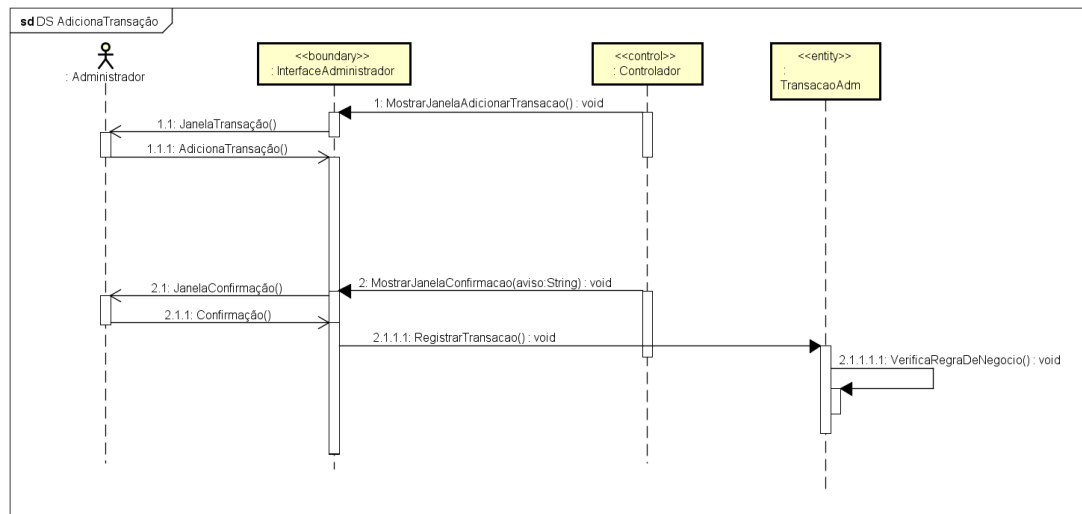 sd DS AdicionaTransação
: Administrador
<<boundary>>
: InterfaceAdministrador
<<control>>
: Controlador
<<entity>>
:
TransacaoAdm
1: MostrarJanelaAdicionarTransacao() : void
1.1: JanelaTransação()
1.1.1: AdicionaTransação()
2: MostrarJanelaConfirmacao(aviso:String) : void
2.1: JanelaConfirmação()
2.1.1: Confirmação()
2.1.1.1: RegistrarTransacao() : void
2.1.1.1.1: VerificaRegraDeNegocio() : void